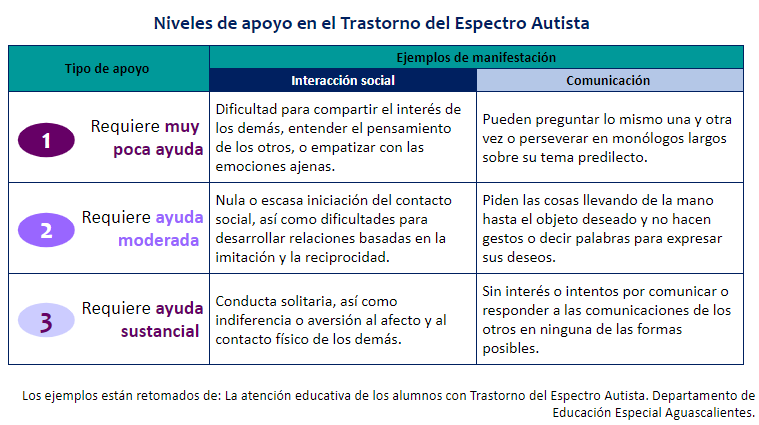 Niveles de apoyo en el Trastorno del Espectro Autista
Tipo de apoyo
Ejemplos de manifestación
Interacción social
Comunicación
1
Requiere muy
poca ayuda
Dificultad para compartir el interés de
los demás, entender el pensamiento
de los otros, o empatizar con las
emociones ajenas.
Pueden preguntar lo mismo una y otra
vez o perseverar en monólogos largos
sobre su tema predilecto.
2
Requiere ayuda
moderada
Nula o escasa iniciación del contacto
social, así como dificultades para
desarrollar relaciones basadas en la
imitación y la reciprocidad.
Piden las cosas llevando de la mano
hasta el objeto deseado y no hacen
gestos o decir palabras para expresar
sus deseos.
3
Requiere ayuda
sustancial
Conducta solitaria, así como
indiferencia o aversión al afecto y al
contacto físico de los demás.
Sin interés o intentos por comunicar o
responder a las comunicaciones de los
otros en ninguna de las formas
posibles.
Los ejemplos están retomados de: La atención educativa de los alumnos con Trastorno del Espectro Autista. Departamento de
Educación Especial Aguascalientes.